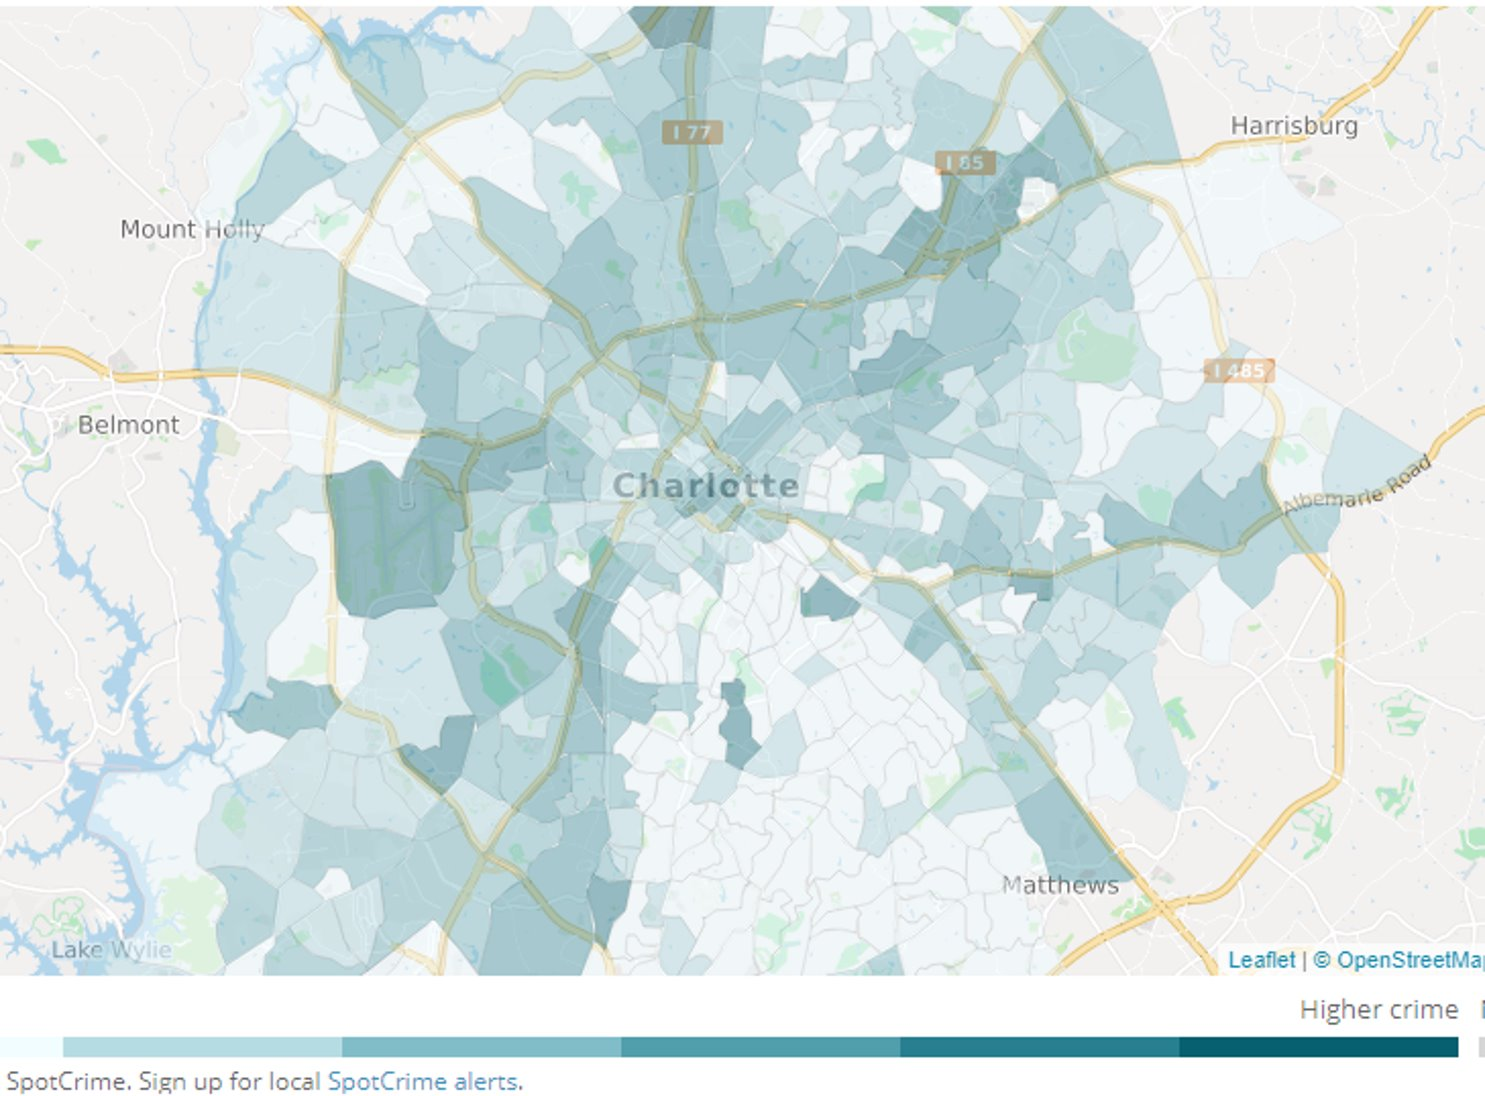 I 77
Harrisburg
I 85
Mount Holly
I 485
Belmont
Charlotte
Albemarle Road
Matthews
Lake Wylie
Leaflet | © OpenStreetMap
Higher crime
SpotCrime. Sign up for local SpotCrime alerts.